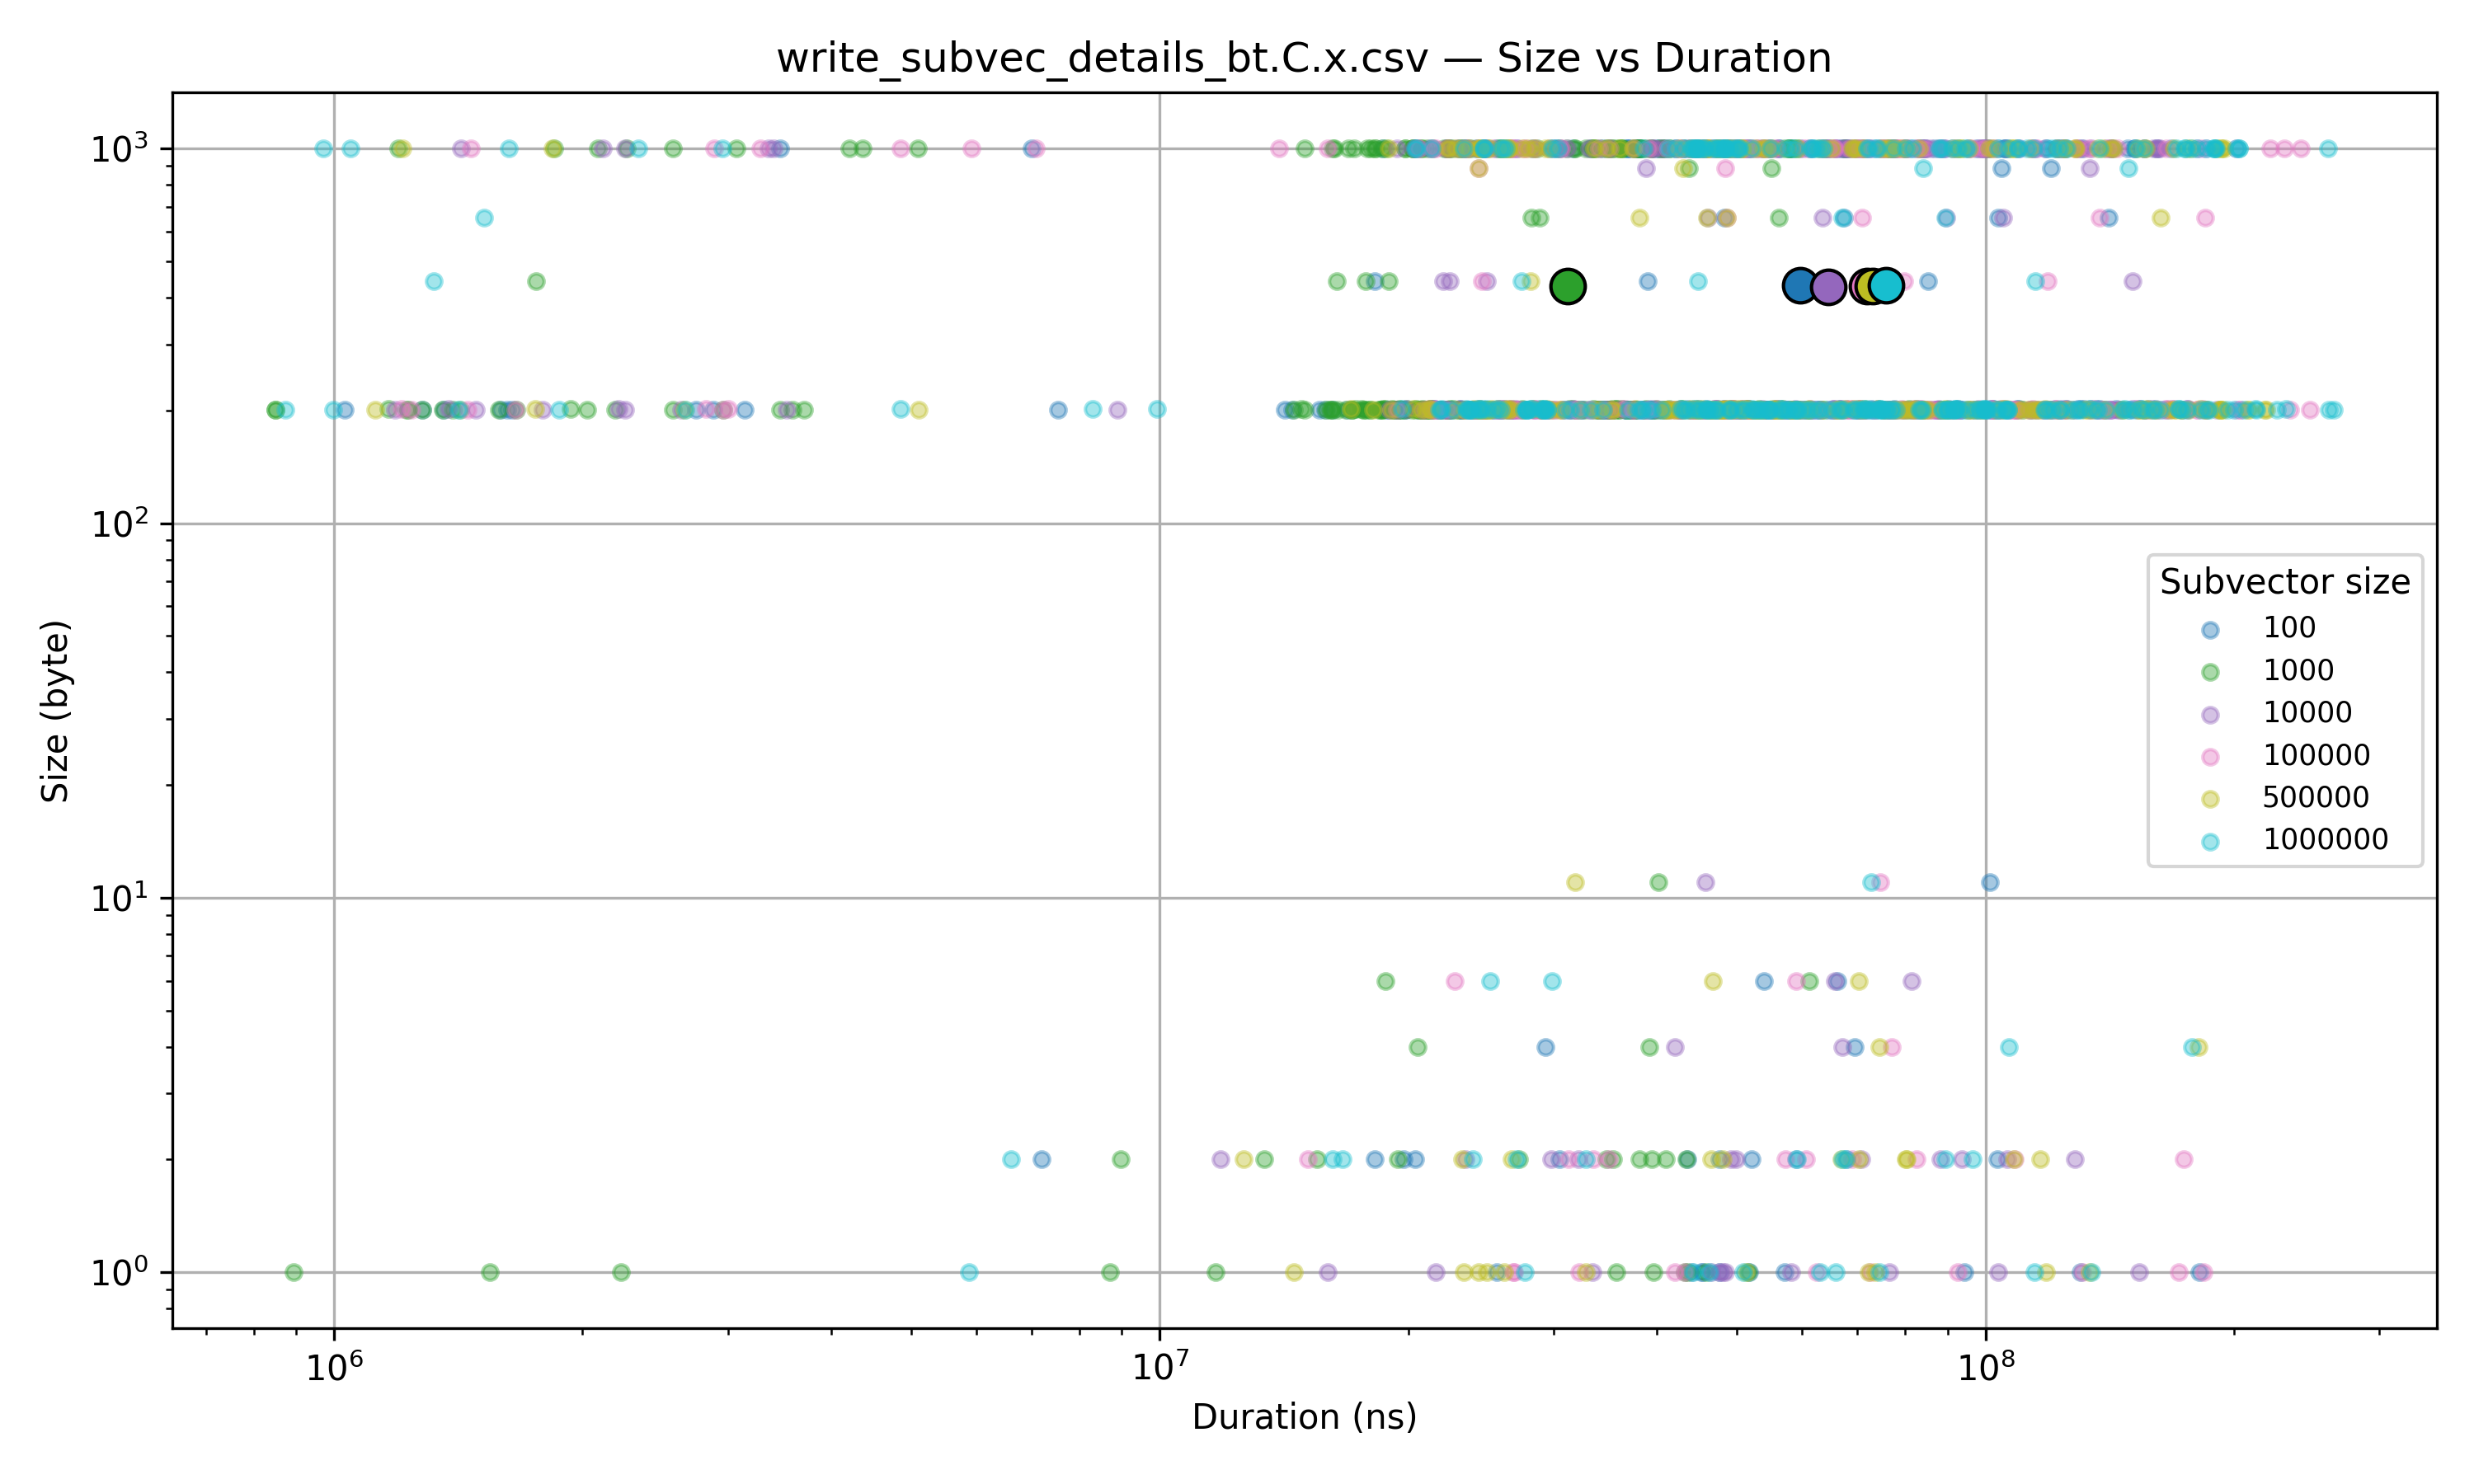 write_subvec_details_bt.C.x.csv — Size vs Duration
Size (byte)
10³
10²
10¹
10⁰
Subvector size
100
1000
10000
100000
500000
1000000
10⁶ 10⁷ 10⁸
Duration (ns)